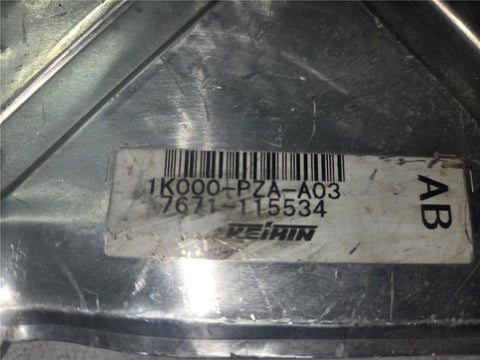 1K000-PZA-A03
7671-115534
KEIHIN
AB